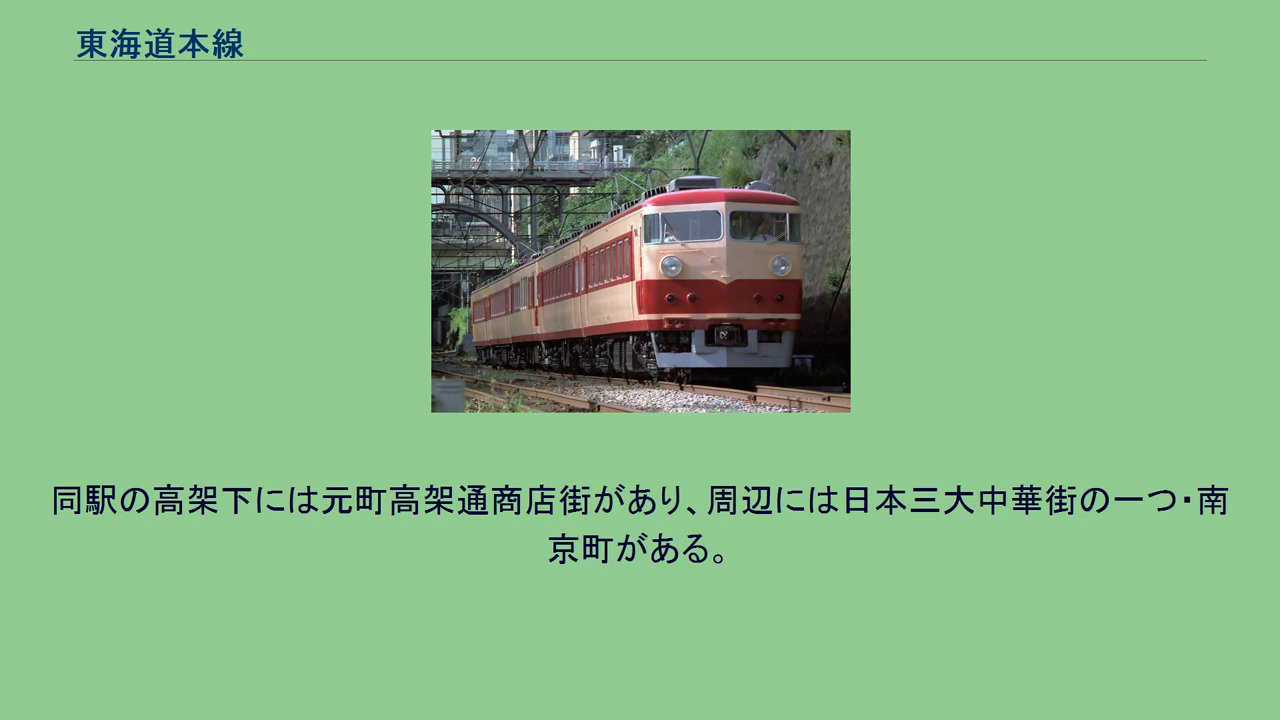 東海道本線
同駅の高架下には元町高架通商店街があり、周辺には日本三大中華街の一つ・南
京町がある。